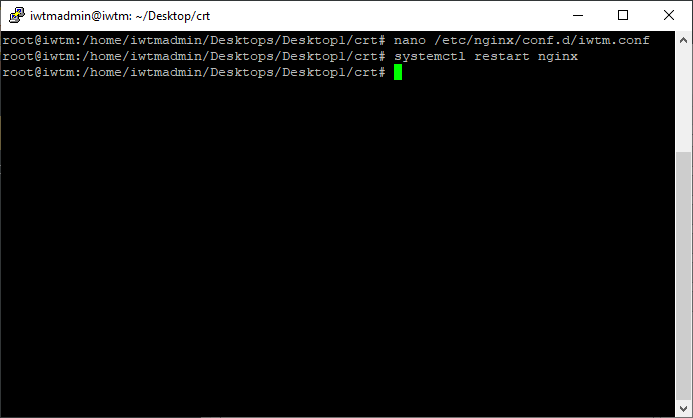 iwtmadmin@iwtm: ~/Desktop/crt
root@iwtm:/home/iwtmadmin/Desktops/Desktop1/crt# nano /etc/nginx/conf.d/iwtm.conf
root@iwtm:/home/iwtmadmin/Desktops/Desktop1/crt# systemctl restart nginx
root@iwtm:/home/iwtmadmin/Desktops/Desktop1/crt#